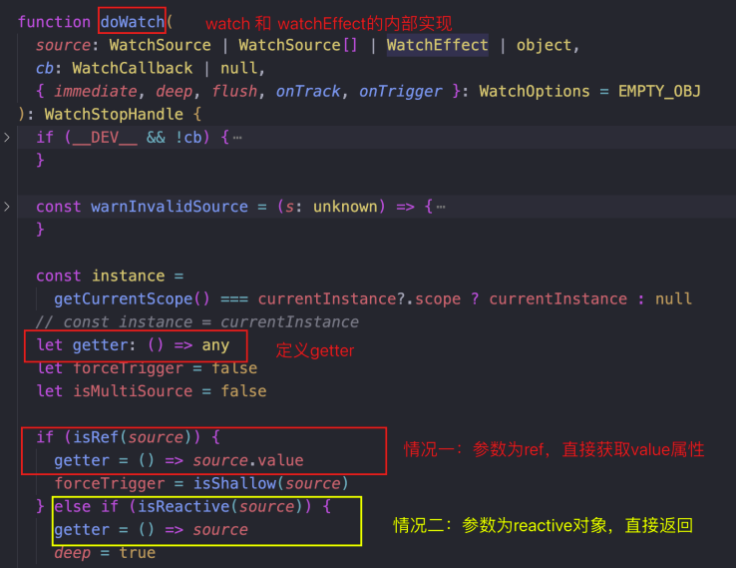 function doWatch( watch 和 watchEffect的内部实现
source: WatchSource | WatchSource[] | WatchEffect | object,
cb: WatchCallback | null,
{ immediate, deep, flush, onTrack, onTrigger }: WatchOptions = EMPTY_OBJ
): WatchStopHandle {
if (__DEV__ && !cb) {⋯
}
const warnInvalidSource = (s: unknown) => {⋯
}
const instance =
getCurrentScope() === currentInstance?.scope ? currentInstance : null
// const instance = currentInstance
let getter: () => any 定义getter
let forceTrigger = false
let isMultiSource = false
if (isRef(source)) { 情况一：参数为ref，直接获取value属性
getter = () => source.value
forceTrigger = isShallow(source)
} else if (isReactive(source)) {
getter = () => source 情况二：参数为reactive对象，直接返回
deep = true